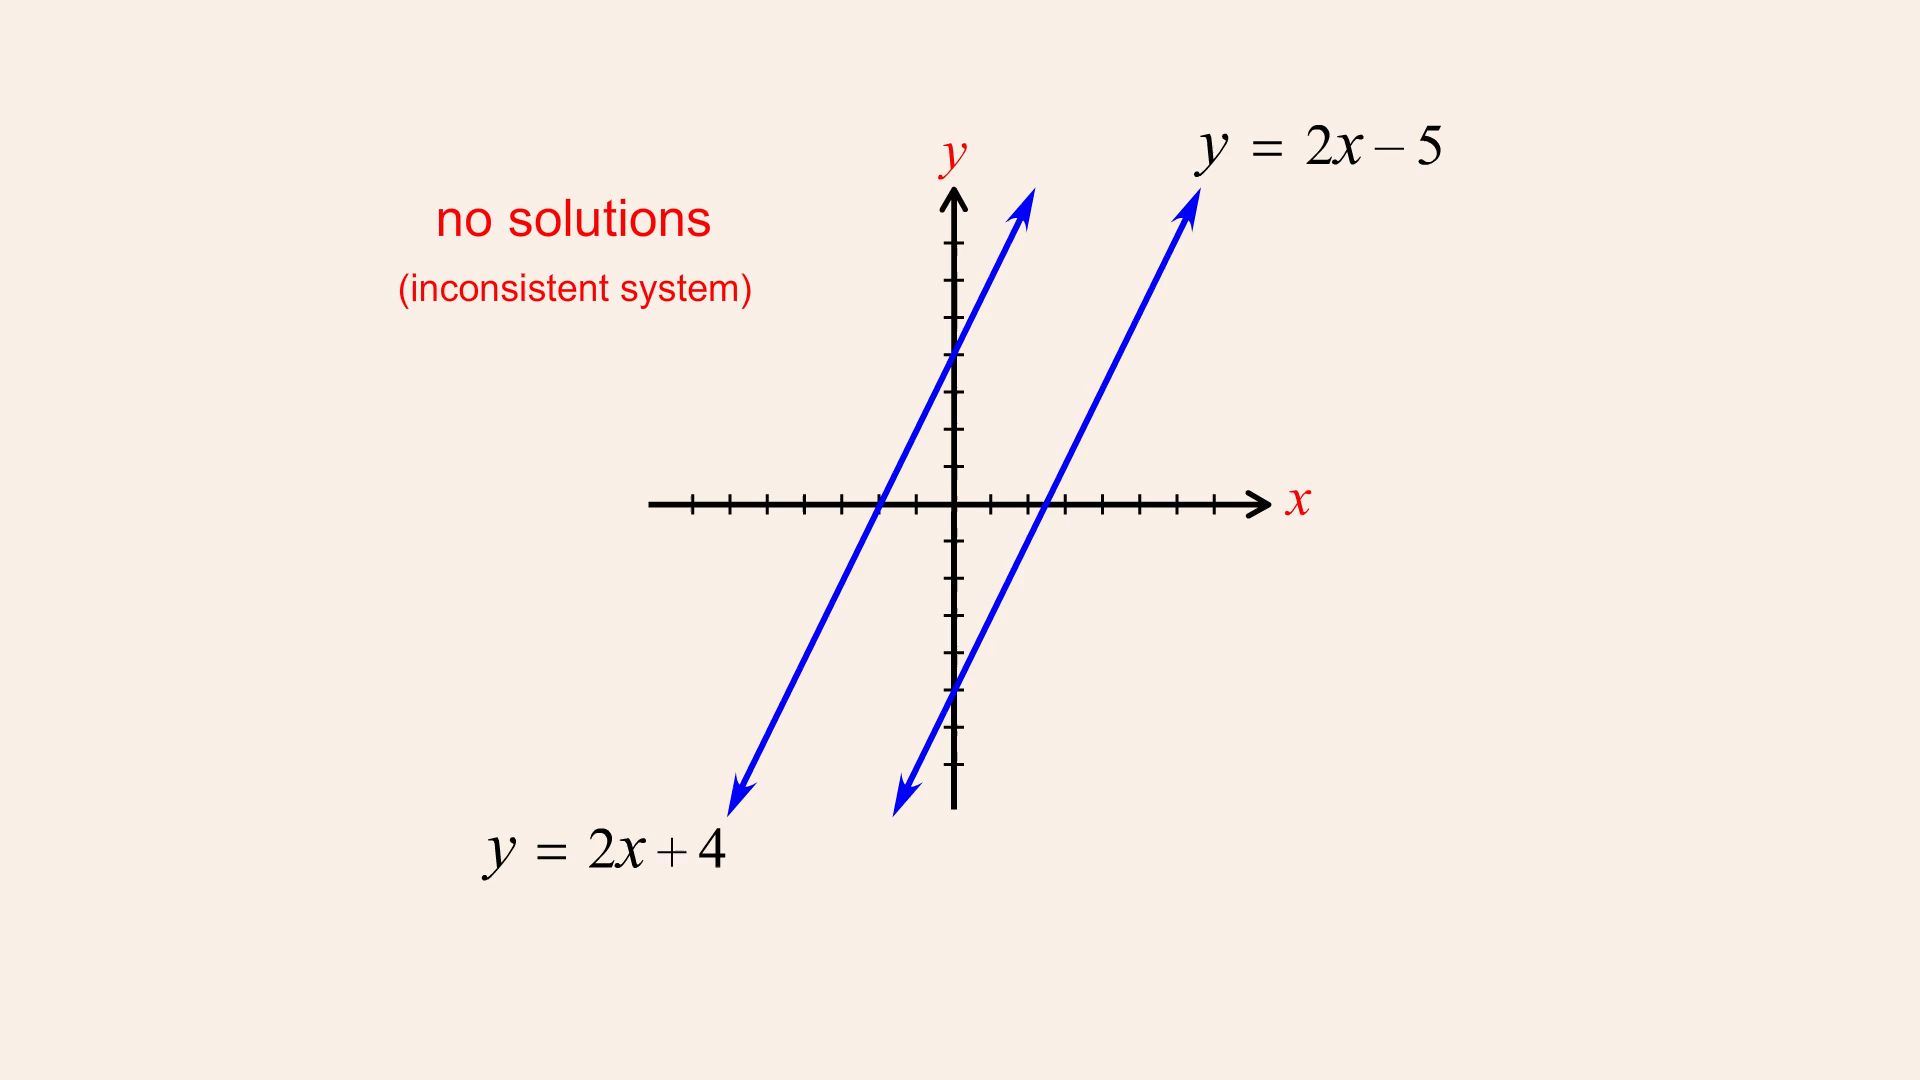 y = 2x − 5
y
no solutions
(inconsistent system)
x
y = 2x + 4